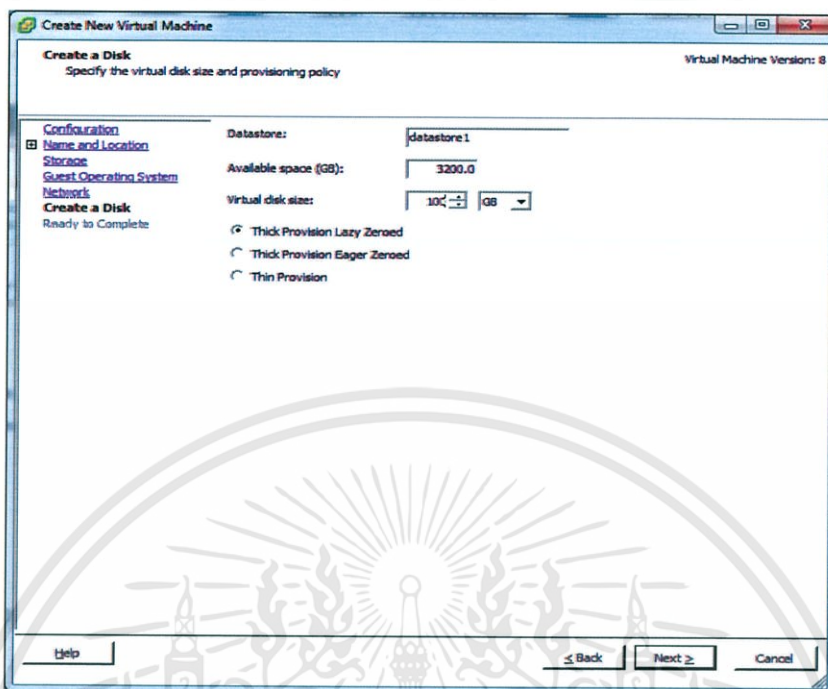 Create New Virtual Machine
Create a Disk
Specify the virtual disk size and provisioning policy
Virtual Machine Version: 8
Configuration
Name and Location
Storage
Guest Operating System
Network
Create a Disk
Ready to Complete
Datastore:
datastore1
Available space (GB):
3200.0
Virtual disk size:
GB
Thick Provision Lazy Zeroed
Thick Provision Eager Zeroed
Thin Provision
Help
≤ Back
Next ≥
Cancel